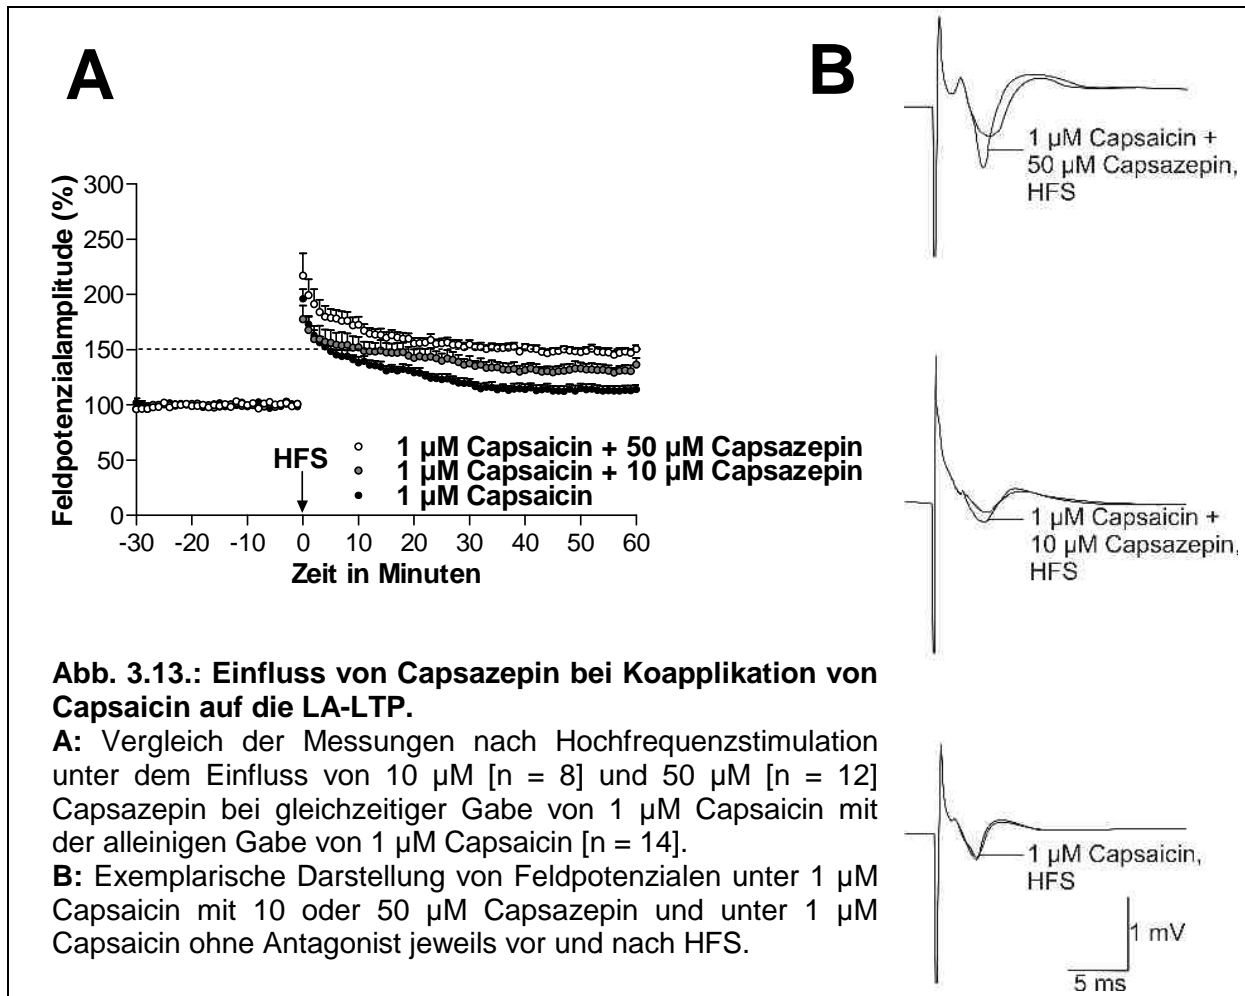 A
B
Feldpotenzialamplitude (%)
300
250
200
150
100
50
0
-30
-20
-10
0
10
20
30
40
50
60
Zeit in Minuten
HFS
1 µM Capsaicin + 50 µM Capsazepin
1 µM Capsaicin + 10 µM Capsazepin
1 µM Capsaicin
1 µM Capsaicin +
50 µM Capsazepin,
HFS
1 µM Capsaicin +
10 µM Capsazepin,
HFS
1 µM Capsaicin,
HFS
1 mV
5 ms
Abb. 3.13.: Einfluss von Capsazepin bei Koapplikation von
Capsaicin auf die LA-LTP.
A: Vergleich der Messungen nach Hochfrequenzstimulation
unter dem Einfluss von 10 µM [n = 8] und 50 µM [n = 12]
Capsazepin bei gleichzeitiger Gabe von 1 µM Capsaicin mit
der alleinigen Gabe von 1 µM Capsaicin [n = 14].
B: Exemplarische Darstellung von Feldpotenzialen unter 1 µM
Capsaicin mit 10 oder 50 µM Capsazepin und unter 1 µM
Capsaicin ohne Antagonist jeweils vor und nach HFS.